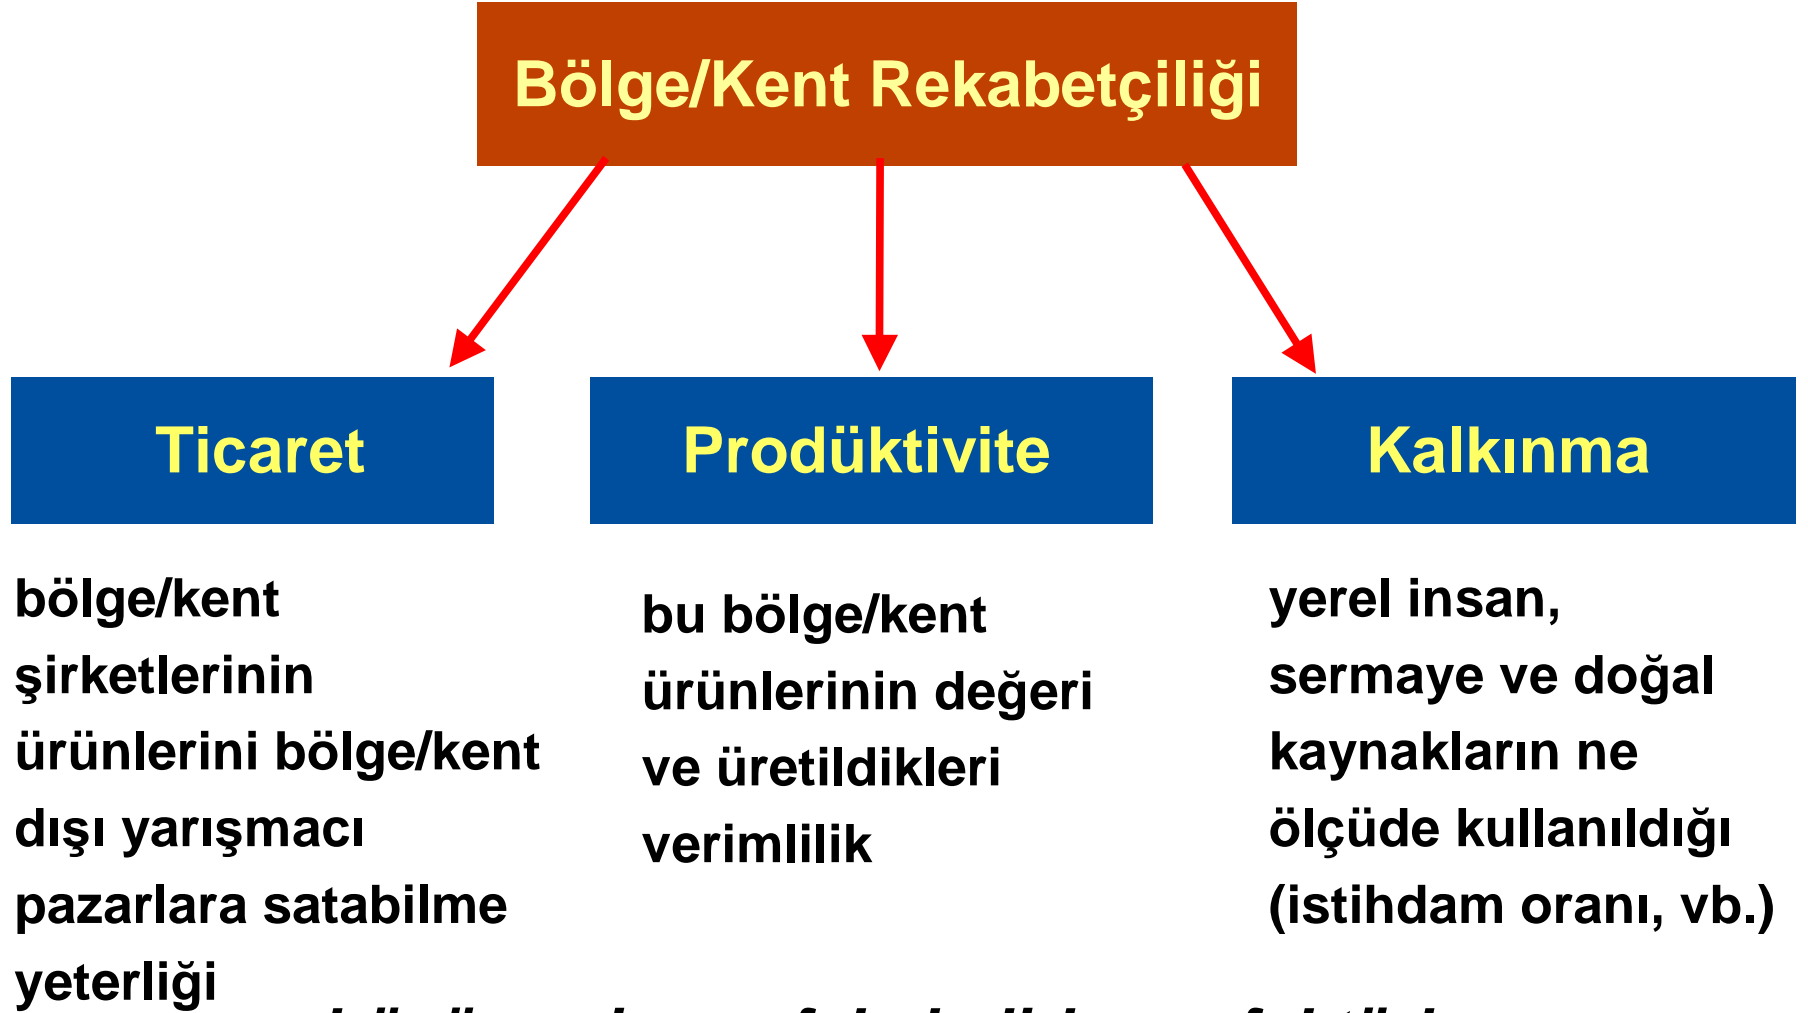 Bölge/Kent Rekabetçiliği
Ticaret
Prodüktivite
Kalkınma
bölge/kent
şirketlerinin
ürünlerini bölge/kent
dışı yarışmacı
pazarlara satabilme
yeterliği
bu bölge/kent
ürünlerinin değeri
ve üretildikleri
verimlilik
yerel insan,
sermaye ve doğal
kaynakların ne
ölçüde kullanıldığı
(istihdam oranı, vb.)